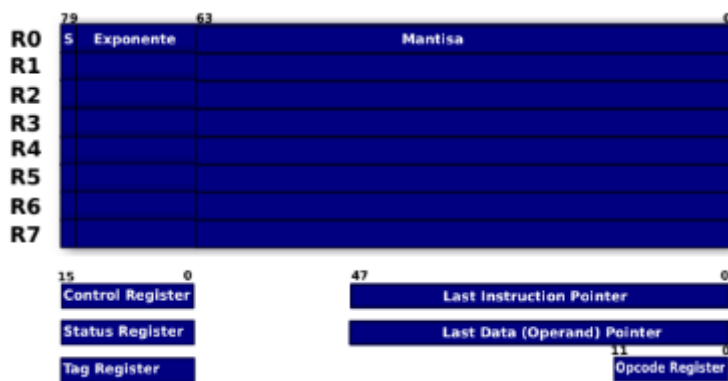 79 63 0
R0 S Exponente Mantisa
R1
R2
R3
R4
R5
R6
R7
15 0 47 0
Control Register Last Instruction Pointer
Status Register Last Data (Operand) Pointer
11 0
Tag Register Opcode Register